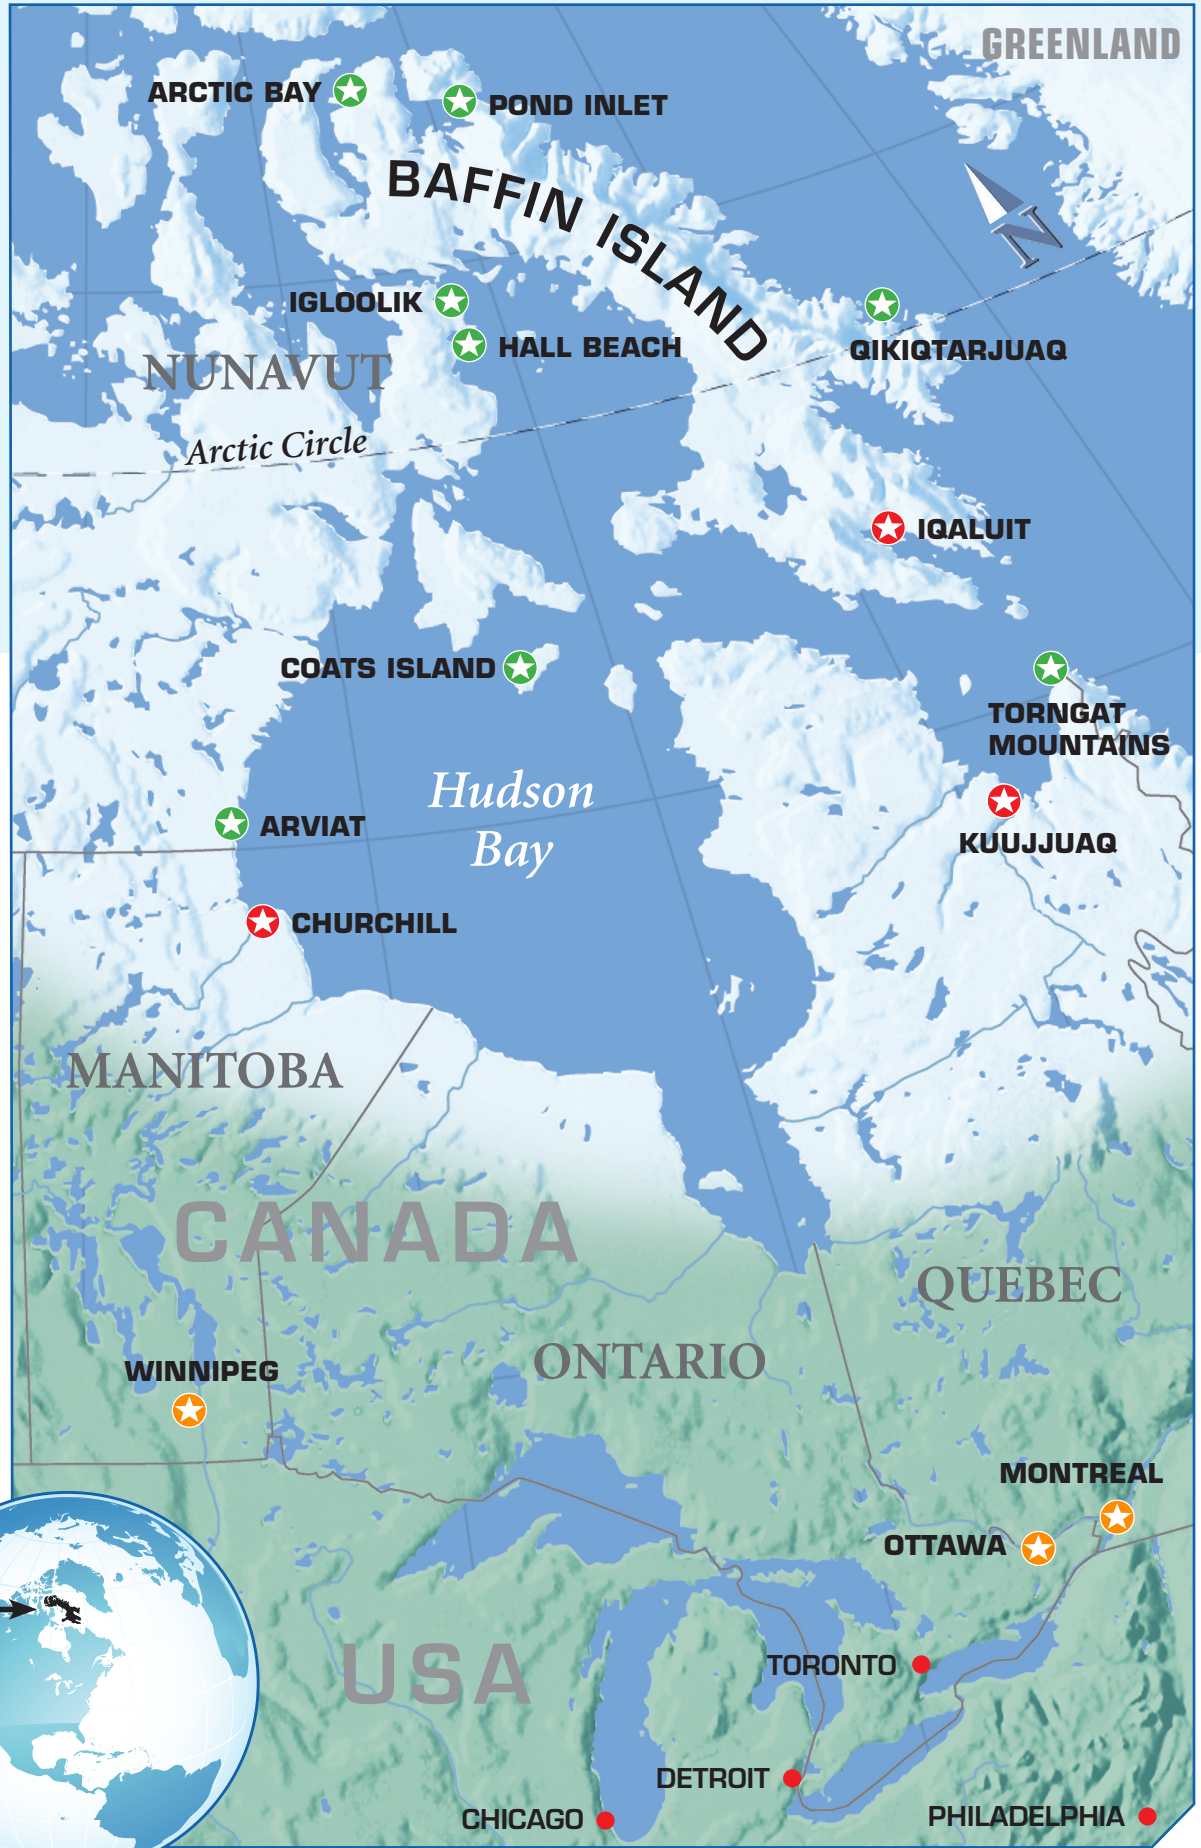 GREENLAND
ARCTIC BAY
POND INLET
BAFFIN ISLAND
N
IGLOOLIK
HALL BEACH
QIKIQTARJUAQ
NUNAVUT
Arctic Circle
IQALUIT
COATS ISLAND
TORNGAT
MOUNTAINS
Hudson
Bay
ARVIAT
KUUJJUAQ
CHURCHILL
MANITOBA
CANADA
QUEBEC
ONTARIO
WINNIPEG
MONTREAL
OTTAWA
USA
TORONTO
DETROIT
CHICAGO
PHILADELPHIA